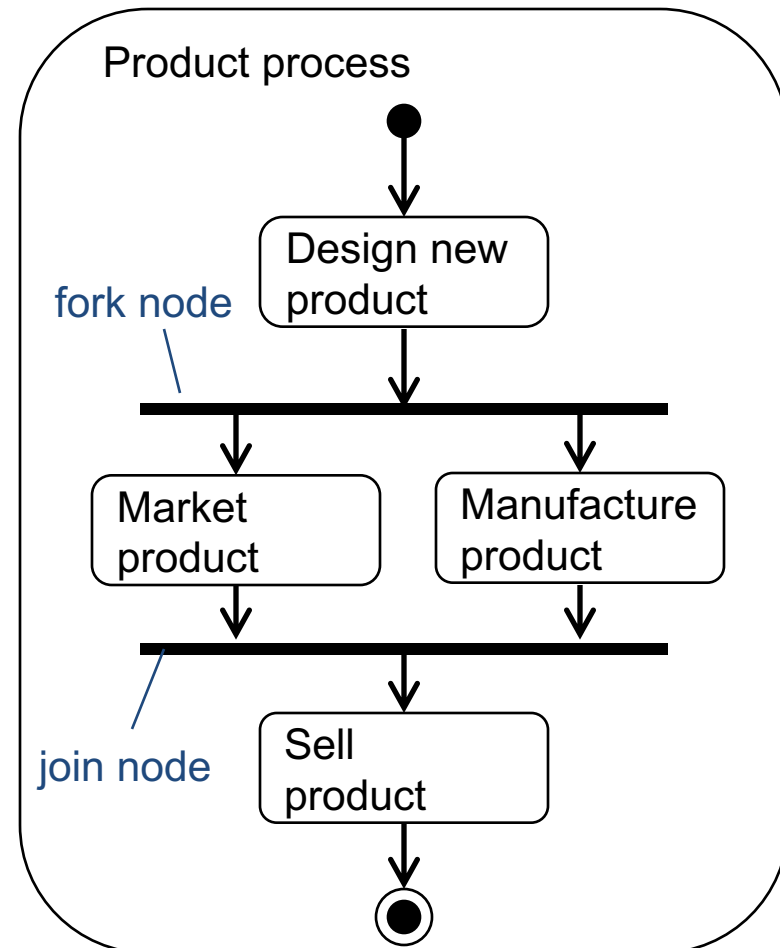 Product process
Design new
product
fork node
Market
product
Manufacture
product
join node
Sell
product